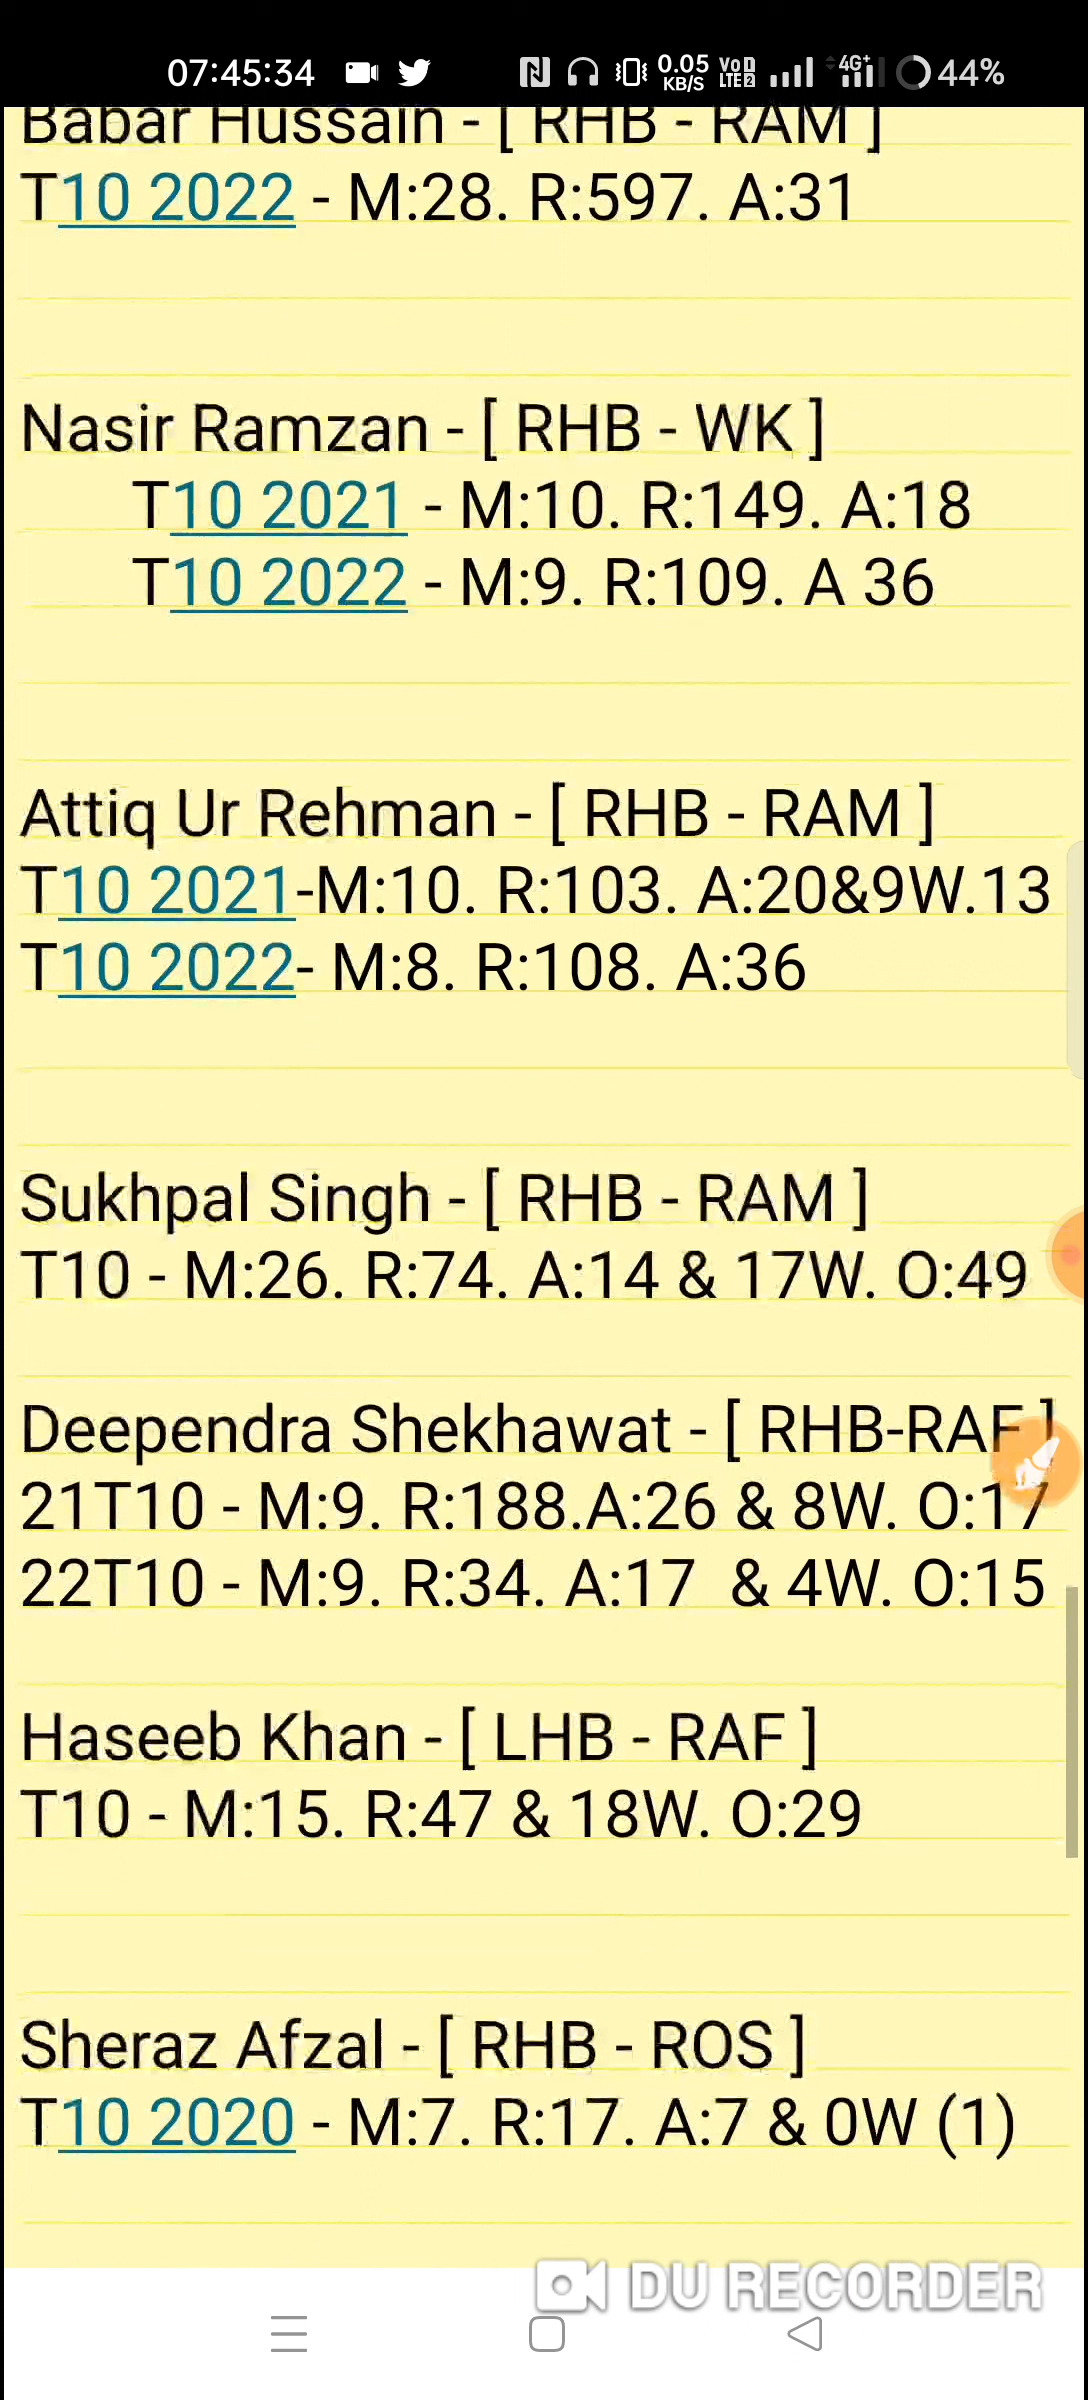 07:45:34 0.05 KB/S VoD LTE2 4G+ 44%
Babar Hussain - [ RHB - RAM ]
T10 2022 - M:28. R:597. A:31
Nasir Ramzan - [ RHB - WK ]
T10 2021 - M:10. R:149. A:18
T10 2022 - M:9. R:109. A 36
Attiq Ur Rehman - [ RHB - RAM ]
T10 2021-M:10. R:103. A:20&9W.13
T10 2022- M:8. R:108. A:36
Sukhpal Singh - [ RHB - RAM ]
T10 - M:26. R:74. A:14 & 17W. O:49
Deependra Shekhawat - [ RHB-RAF ]
21T10 - M:9. R:188.A:26 & 8W. O:17
22T10 - M:9. R:34. A:17  & 4W. O:15
Haseeb Khan - [ LHB - RAF ]
T10 - M:15. R:47 & 18W. O:29
Sheraz Afzal - [ RHB - ROS ]
T10 2020 - M:7. R:17. A:7 & 0W (1)
DU RECORDER